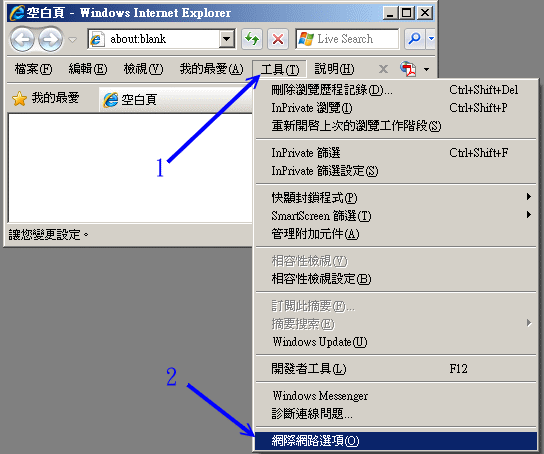 空白頁 - Windows Internet Explorer
about:blank
Live Search
檔案(F) 編輯(E) 檢視(V) 我的最愛(A) 工具(T) 說明(H)
我的最愛 空白頁
1
刪除瀏覽歷程記錄(D)... Ctrl+Shift+Del
InPrivate 瀏覽(I) Ctrl+Shift+P
重新開啓上次的瀏覽工作階段(S)
InPrivate 篩選 Ctrl+Shift+F
InPrivate 篩選設定(S)
快顯封鎖程式(P)
SmartScreen 篩選(T)
管理附加元件(A)
讓您變更設定。
相容性檢視(V)
相容性檢視設定(B)
訂閱此摘要(F)...
摘要搜索(E)
Windows Update(U)
開發者工具(L) F12
2
Windows Messenger
診斷連線問題...
網際網路選項(O)